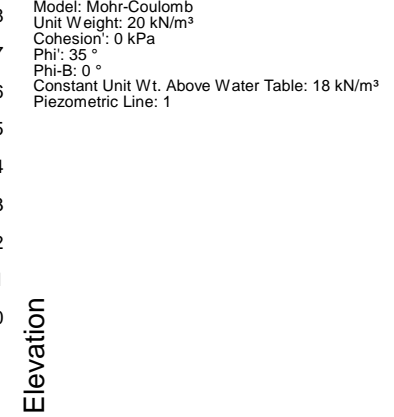 Model: Mohr-Coulomb
Unit Weight: 20 kN/m³
Cohesion': 0 kPa
Phi': 35 °
Phi-B: 0 °
Constant Unit Wt. Above Water Table: 18 kN/m³
Piezometric Line: 1
Elevation